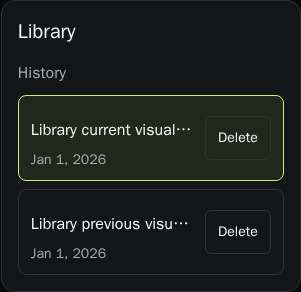 Library
History
Library current visual···
Delete
Jan 1, 2026
Library previous visu···
Delete
Jan 1, 2026